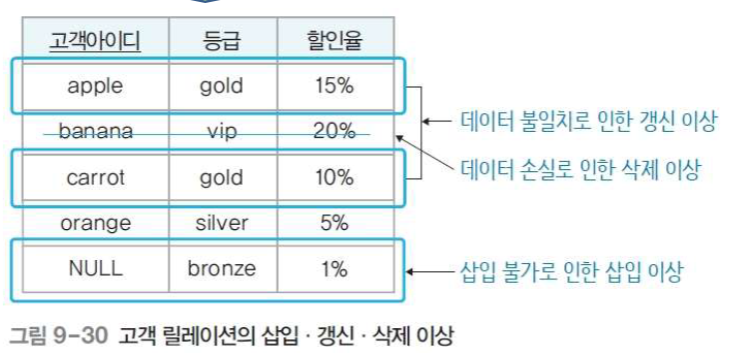 고객아이디 등급 할인율
apple gold 15%
데이터 불일치로 인한 갱신 이상
banana vip 20%
데이터 손실로 인한 삭제 이상
carrot gold 10%
orange silver 5%
NULL bronze 1%
삽입 불가로 인한 삽입 이상
그림 9-30 고객 릴레이션의 삽입 · 갱신 · 삭제 이상